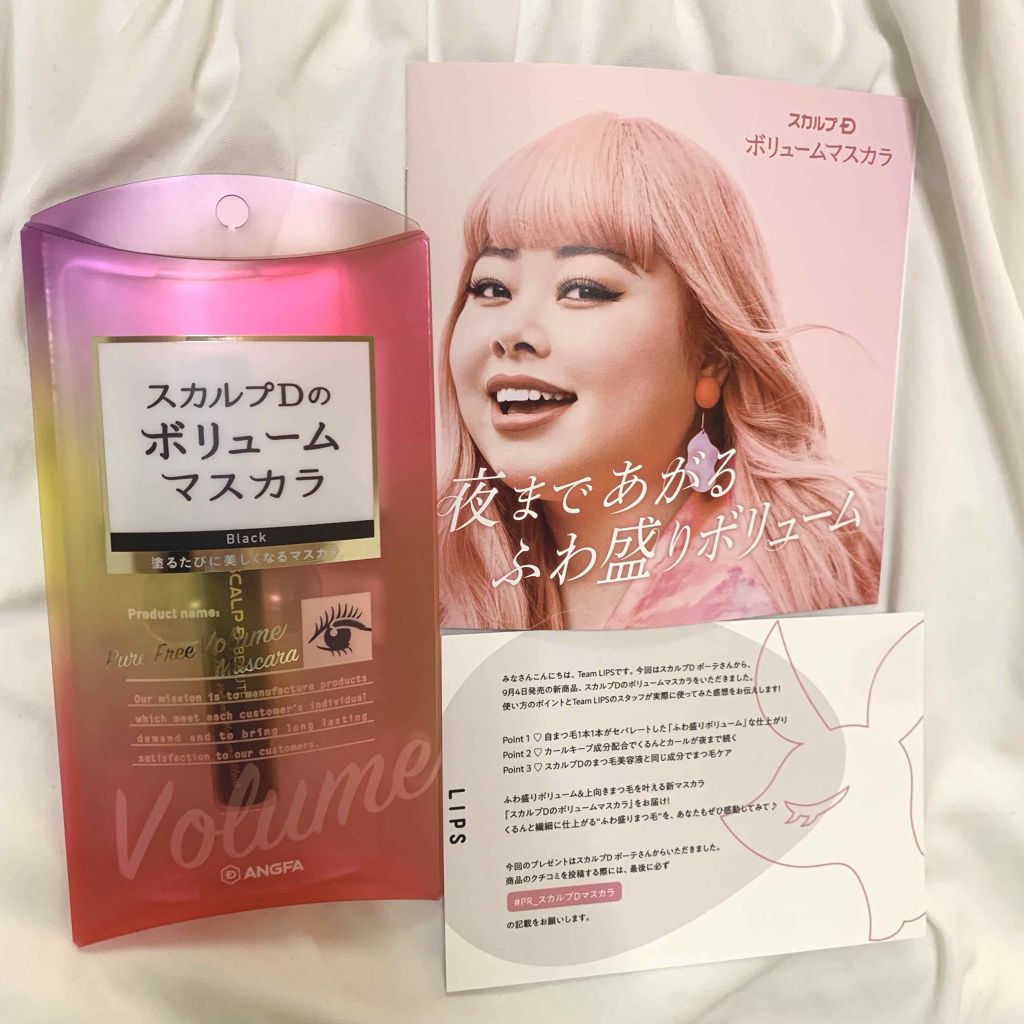 スカルプDの
ボリューム
マスカラ
Black
塗るたびに美しくなるマスカラ
Product name:
Pure Free Volume
Mascara
SCALP D BEAUTÉ
Our mission is to manufacture products
which meet each customer's individual
demand and to bring long lasting
satisfaction to our customers.
Volume
ANGFA
スカルプD
ボリュームマスカラ
夜まであがる
ふわ盛りボリューム
LIPS
みなさんこんにちは、Team LIPSです。今回はスカルプD ボーテさんから、
9月4日発売の新商品、スカルプDのボリュームマスカラをいただきました。
使い方のポイントとTeam LIPSのスタッフが実際に使ってみた感想をお伝えします!
Point 1 ♡ 自まつ毛1本1本がセパレートした「ふわ盛りボリューム」な仕上がり
Point 2 ♡ カールキープ成分配合でくるんとカールが夜まで続く
Point 3 ♡ スカルプDのまつ毛美容液と同じ成分でまつ毛ケア
ふわ盛りボリューム&上向きまつ毛を叶える新マスカラ
『スカルプDのボリュームマスカラ』をお届け!
くるんと繊細に仕上がる"ふわ盛りまつ毛"を、あなたもぜひ感動してみて♪
今回のプレゼントはスカルプD ボーテさんからいただきました。
商品のクチコミを投稿する際には、最後に必ず
#PR_スカルプDマスカラ
の記載をお願いします。